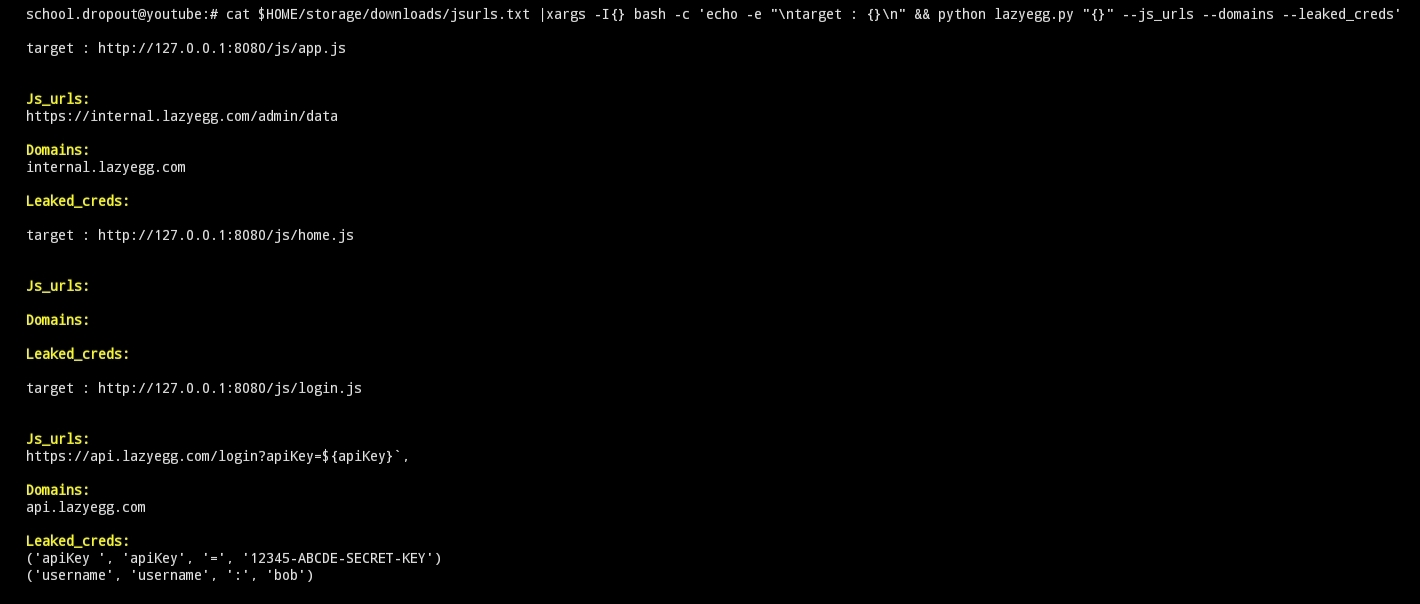 school.dropout@youtube:# cat $HOME/storage/downloads/jsurls.txt |xargs -I{} bash -c 'echo -e "\ntarget : {}\n" && python lazyegg.py "{}" --js_urls --domains --leaked_creds'
target : http://127.0.0.1:8080/js/app.js
Js_urls:
https://internal.lazyegg.com/admin/data
Domains:
internal.lazyegg.com
Leaked_creds:
target : http://127.0.0.1:8080/js/home.js
Js_urls:
Domains:
Leaked_creds:
target : http://127.0.0.1:8080/js/login.js
Js_urls:
https://api.lazyegg.com/login?apiKey=${apiKey}`,
Domains:
api.lazyegg.com
Leaked_creds:
('apiKey ', 'apiKey', '=', '12345-ABCDE-SECRET-KEY')
('username', 'username', ':', 'bob')